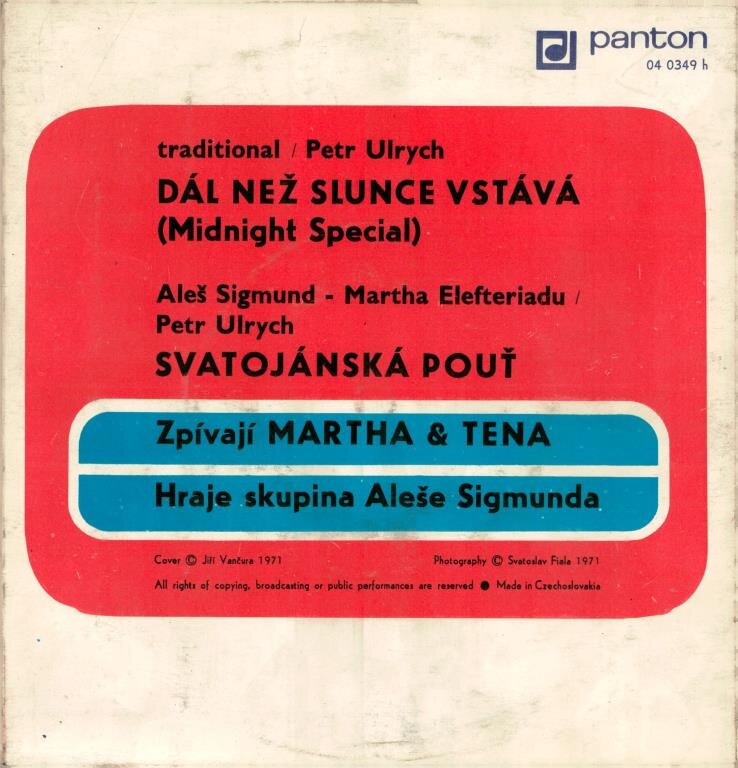 panton
04 0349 h
traditional / Petr Ulrych
DÁL NEŽ SLUNCE VSTÁVÁ
(Midnight Special)
Aleš Sigmund - Martha Elefteriadu /
Petr Ulrych
SVATOJÁNSKÁ POUŤ
Zpívají MARTHA & TENA
Hraje skupina Aleše Sigmunda
Cover © Jiří Vančura 1971 Photography © Svatoslav Fiala 1971
All rights of copying, broadcasting or public performances are reserved ● Made in Czechoslovakia